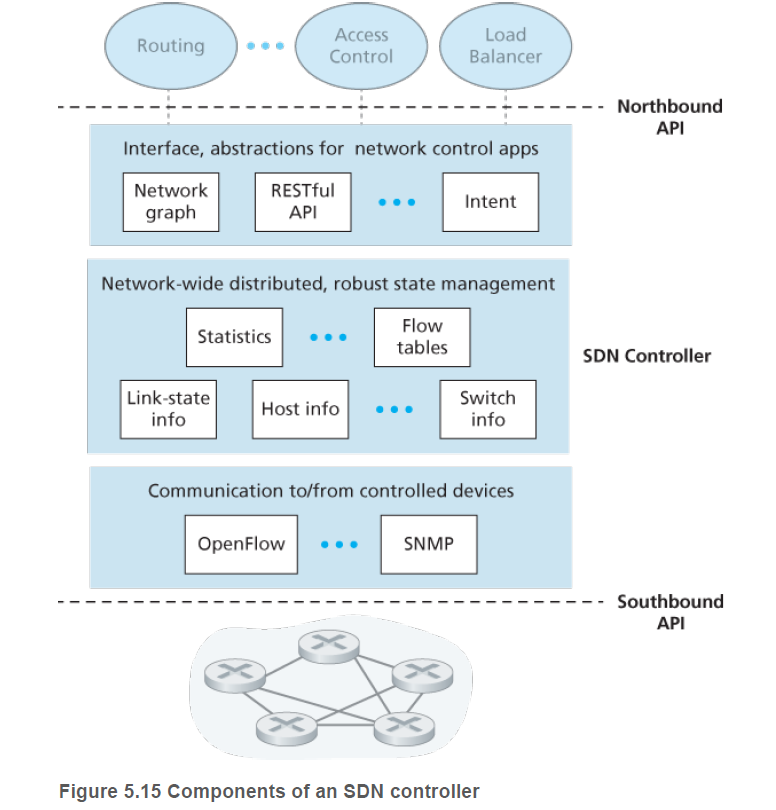 Routing
Access
Control
Load
Balancer
Northbound
API
Interface, abstractions for network control apps
Network
graph
RESTful
API
Intent
Network-wide distributed, robust state management
Statistics
Flow
tables
SDN Controller
Link-state
info
Host info
Switch
info
Communication to/from controlled devices
OpenFlow
SNMP
Southbound
API
Figure 5.15 Components of an SDN controller